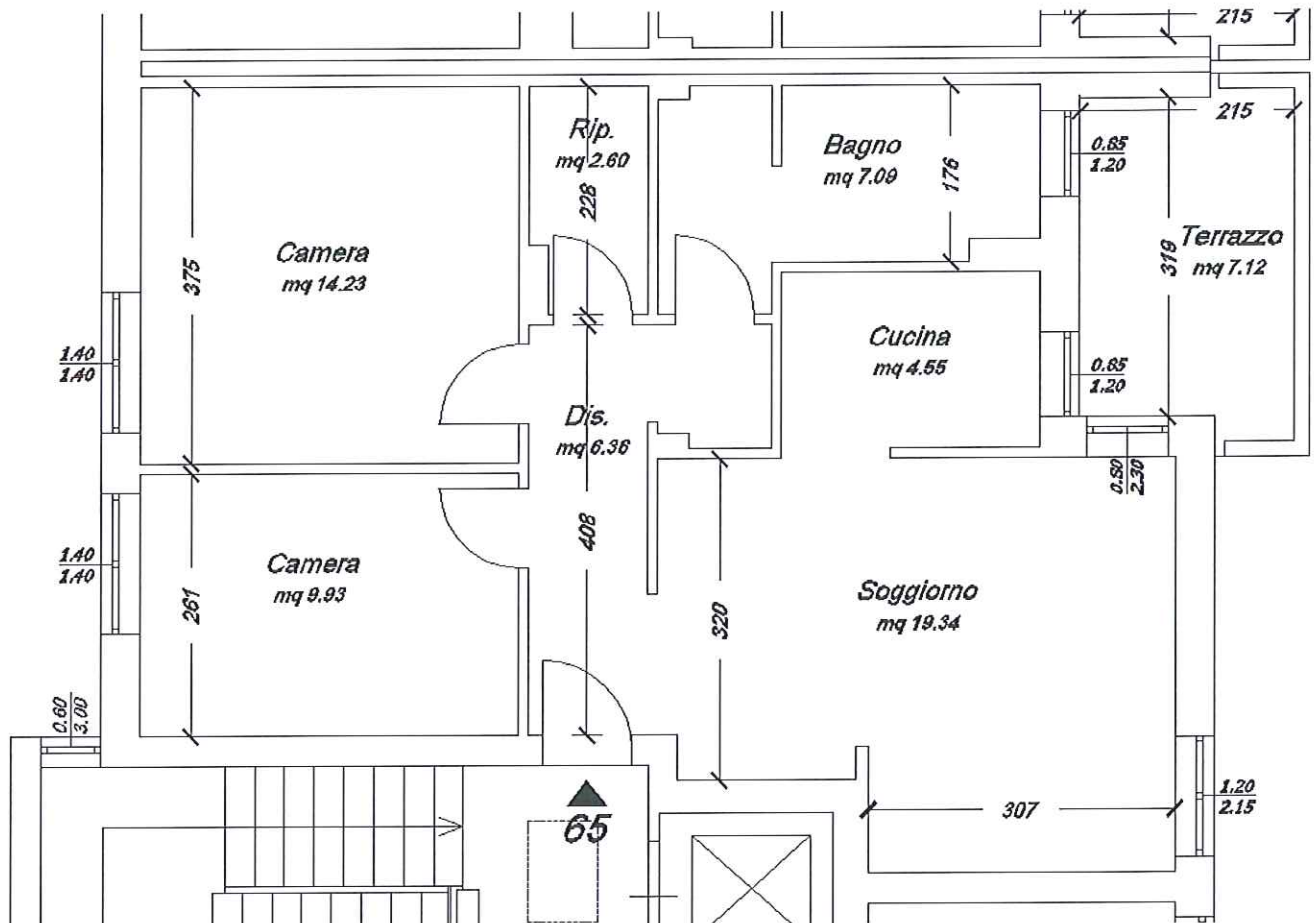 215
215
Rip.
mq 2.60
228
Bagno
mq 7.09
176
0.85
1.20
Camera
mq 14.23
375
319
Terrazzo
mq 7.12
Cucina
mq 4.55
1.40
1.40
0.85
1.20
Dis.
mq 6.36
0.80
2.30
408
1.40
1.40
Camera
mq 9.93
261
320
Soggiorno
mq 19.34
0.60
3.00
65
307
1.20
2.15